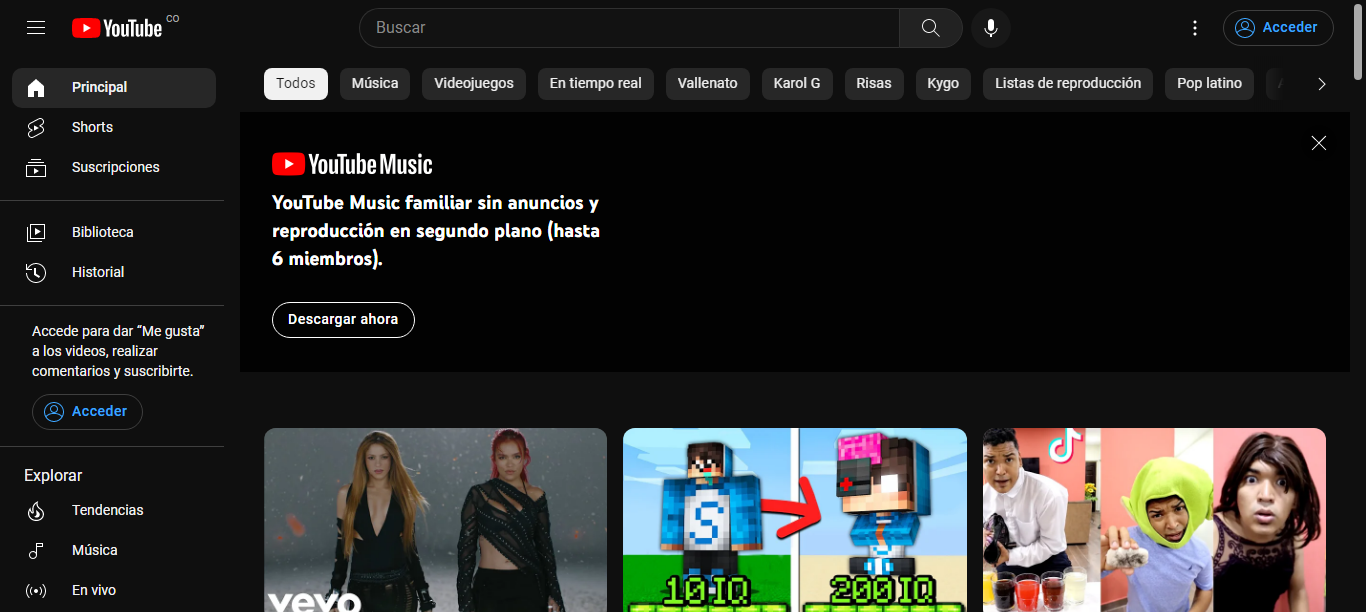 YouTube CO
Buscar
Acceder
Principal
Shorts
Suscripciones
Biblioteca
Historial
Accede para dar “Me gusta”
a los videos, realizar
comentarios y suscribirte.
Acceder
Explorar
Tendencias
Música
En vivo
Todos
Música
Videojuegos
En tiempo real
Vallenato
Karol G
Risas
Kygo
Listas de reproducción
Pop latino
YouTube Music
YouTube Music familiar sin anuncios y
reproducción en segundo plano (hasta
6 miembros).
Descargar ahora
vevo
S
10 IQ
200 IQ